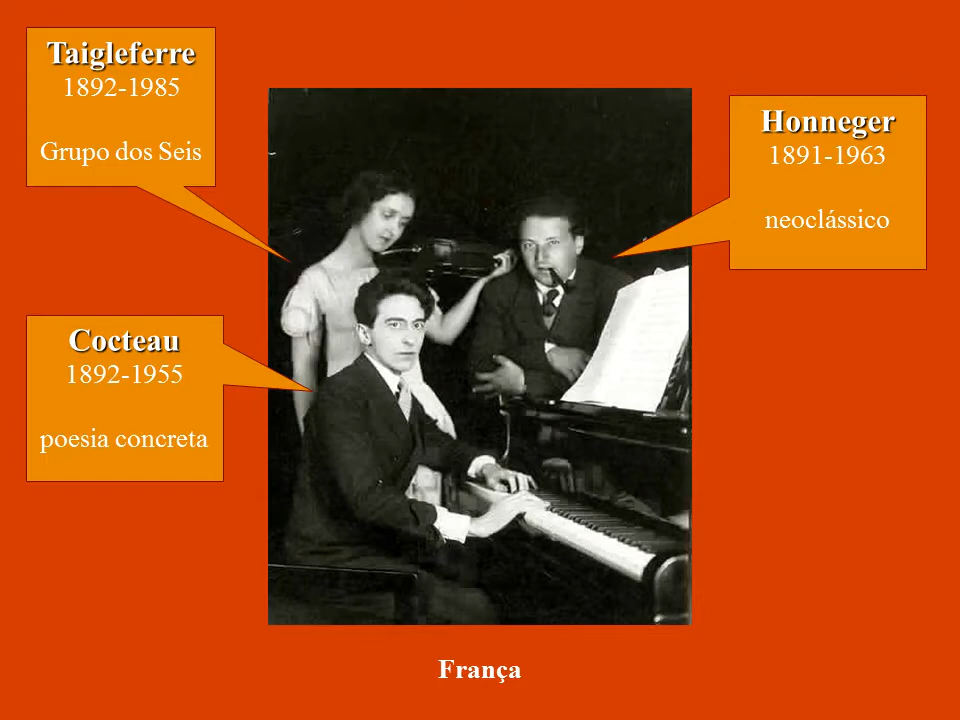 Taigleferre
1892-1985
Grupo dos Seis
Honneger
1891-1963
neoclássico
Cocteau
1892-1955
poesia concreta
França